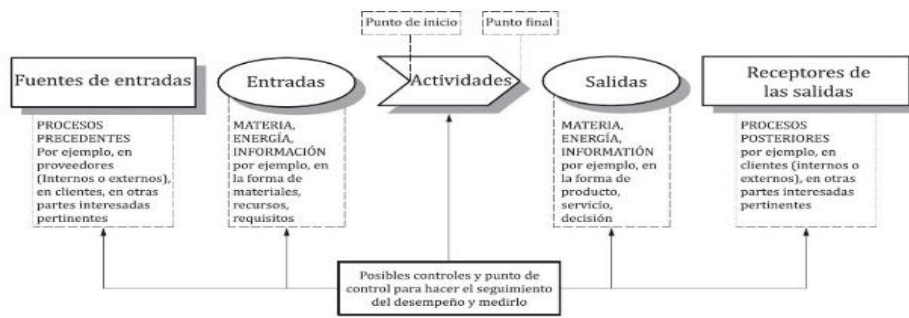 Punto de inicio
Punto final
Fuentes de entradas
Entradas
Actividades
Salidas
Receptores de
las salidas
PROCESOS
PRECEDENTES
Por ejemplo, en
proveedores
(Internos o externos),
en clientes, en otras
partes interesadas
pertinentes
MATERIA,
ENERGÍA,
INFORMACIÓN
por ejemplo, en
la forma de
materiales,
recursos,
requisitos
MATERIA,
ENERGÍA,
INFORMATIÓN
por ejemplo, en
la forma de
producto,
servicio,
decisión
PROCESOS
POSTERIORES
por ejemplo, en
clientes (internos o
externos), en otras
partes interesadas
pertinentes
Posibles controles y punto de
control para hacer el seguimiento
del desempeño y medirlo